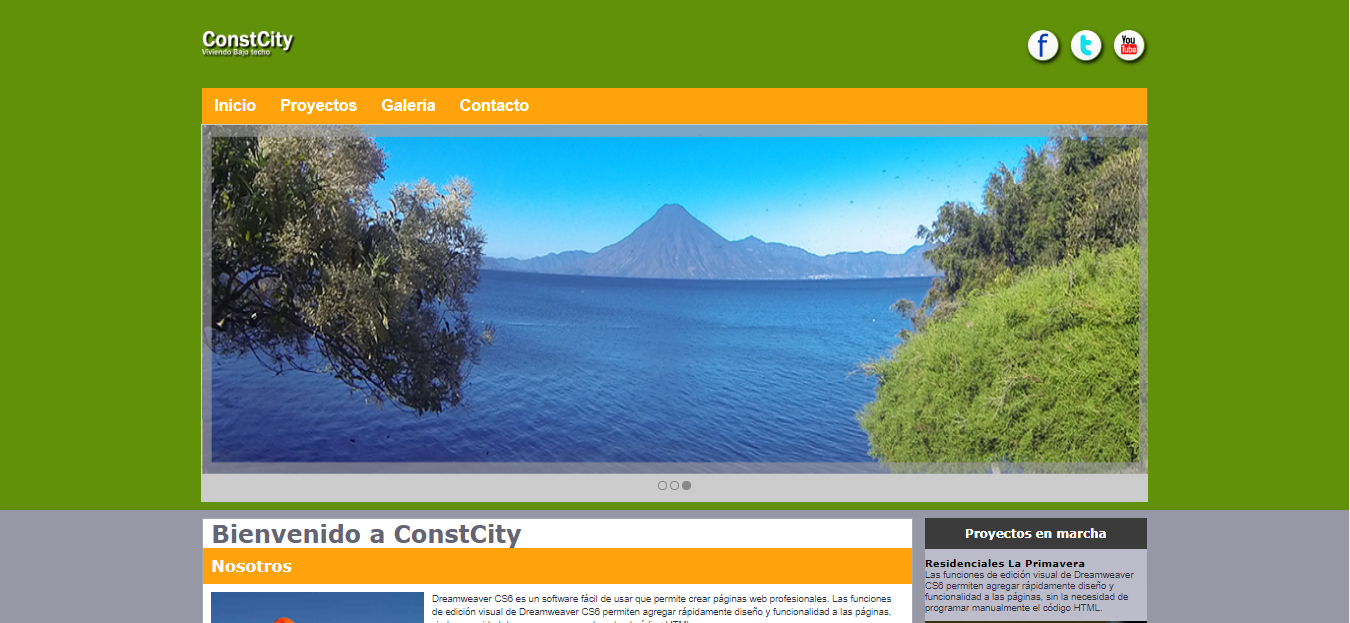 ConstCity
Viviendo Bajo techo
f
t
You
Tube
Inicio Proyectos Galería Contacto
Bienvenido a ConstCity
Nosotros
Dreamweaver CS6 es un software fácil de usar que permite crear páginas web profesionales. Las funciones
de edición visual de Dreamweaver CS6 permiten agregar rápidamente diseño y funcionalidad a las páginas,
Proyectos en marcha
Residenciales La Primavera
Las funciones de edición visual de Dreamweaver
CS6 permiten agregar rápidamente diseño y
funcionalidad a las páginas, sin la necesidad de
programar manualmente el código HTML.